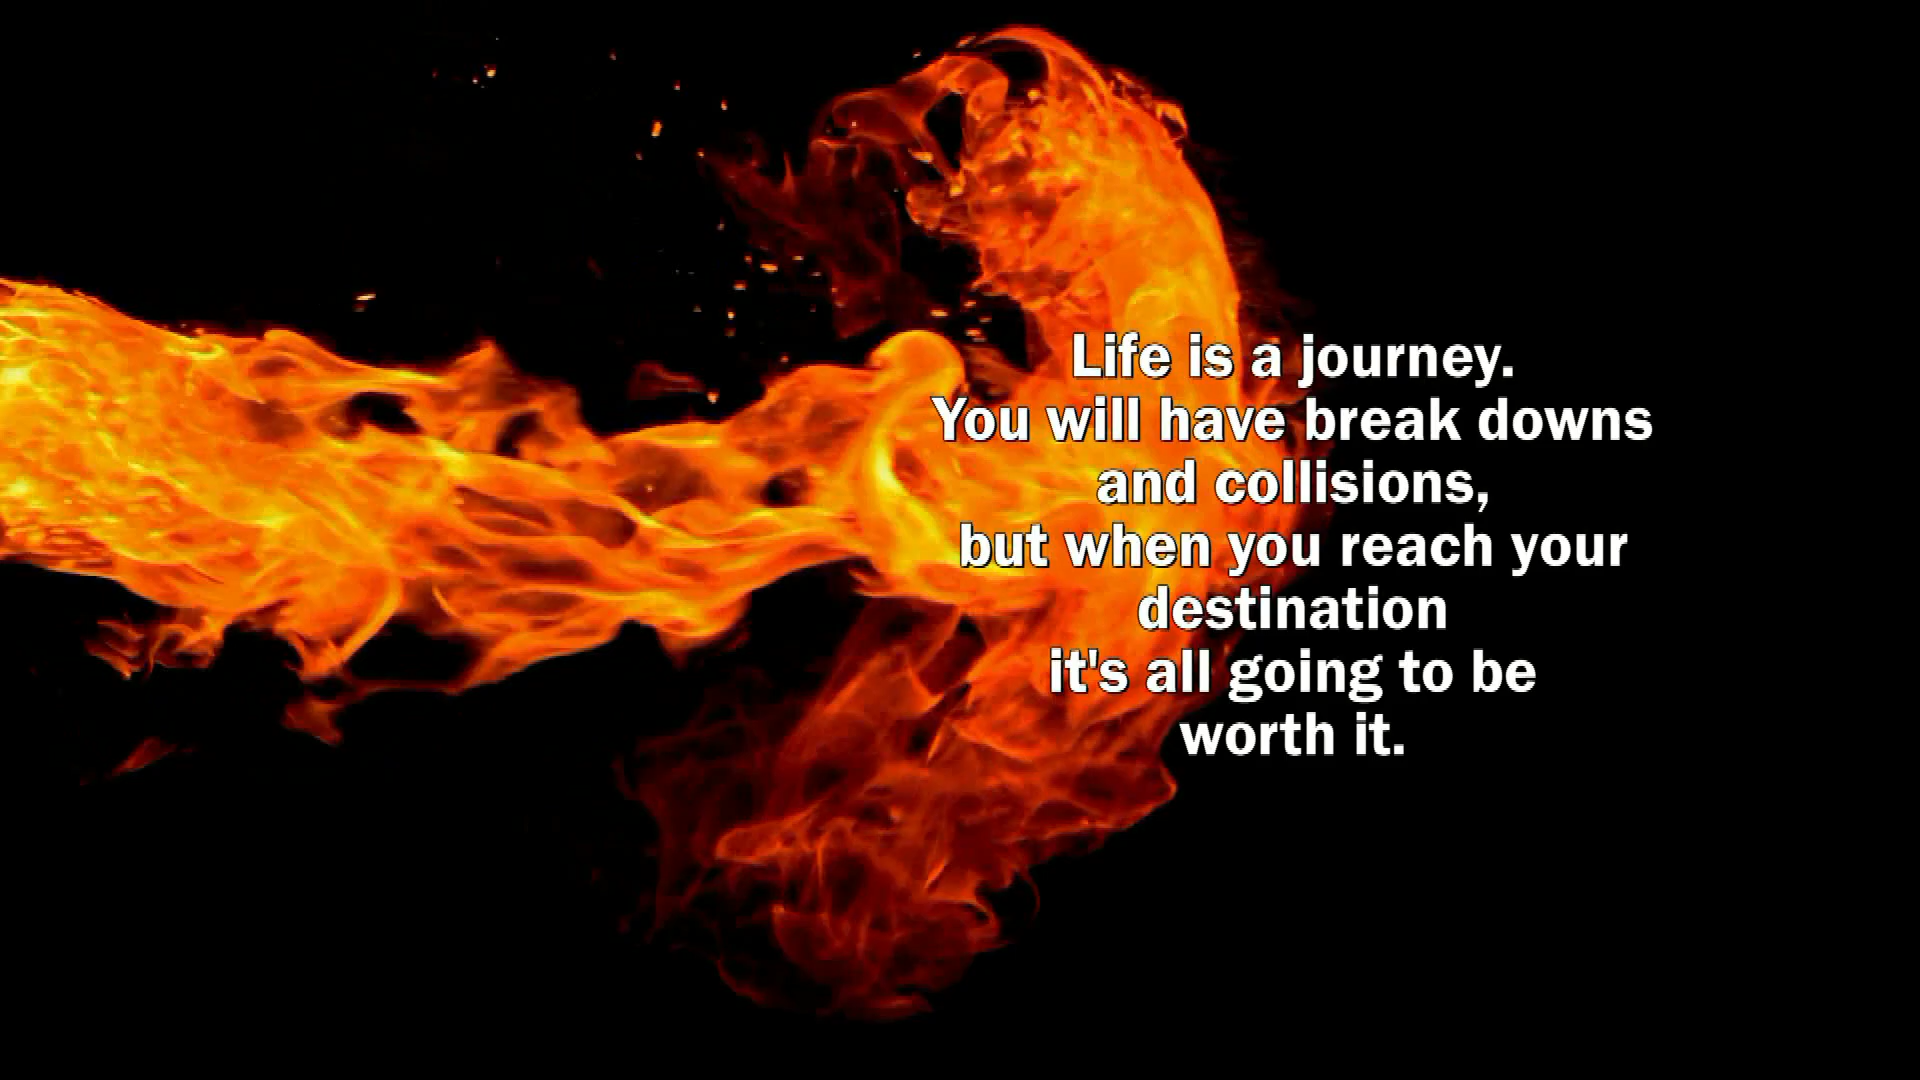 Life is a journey.
You will have break downs
and collisions,
but when you reach your
destination
it's all going to be
worth it.